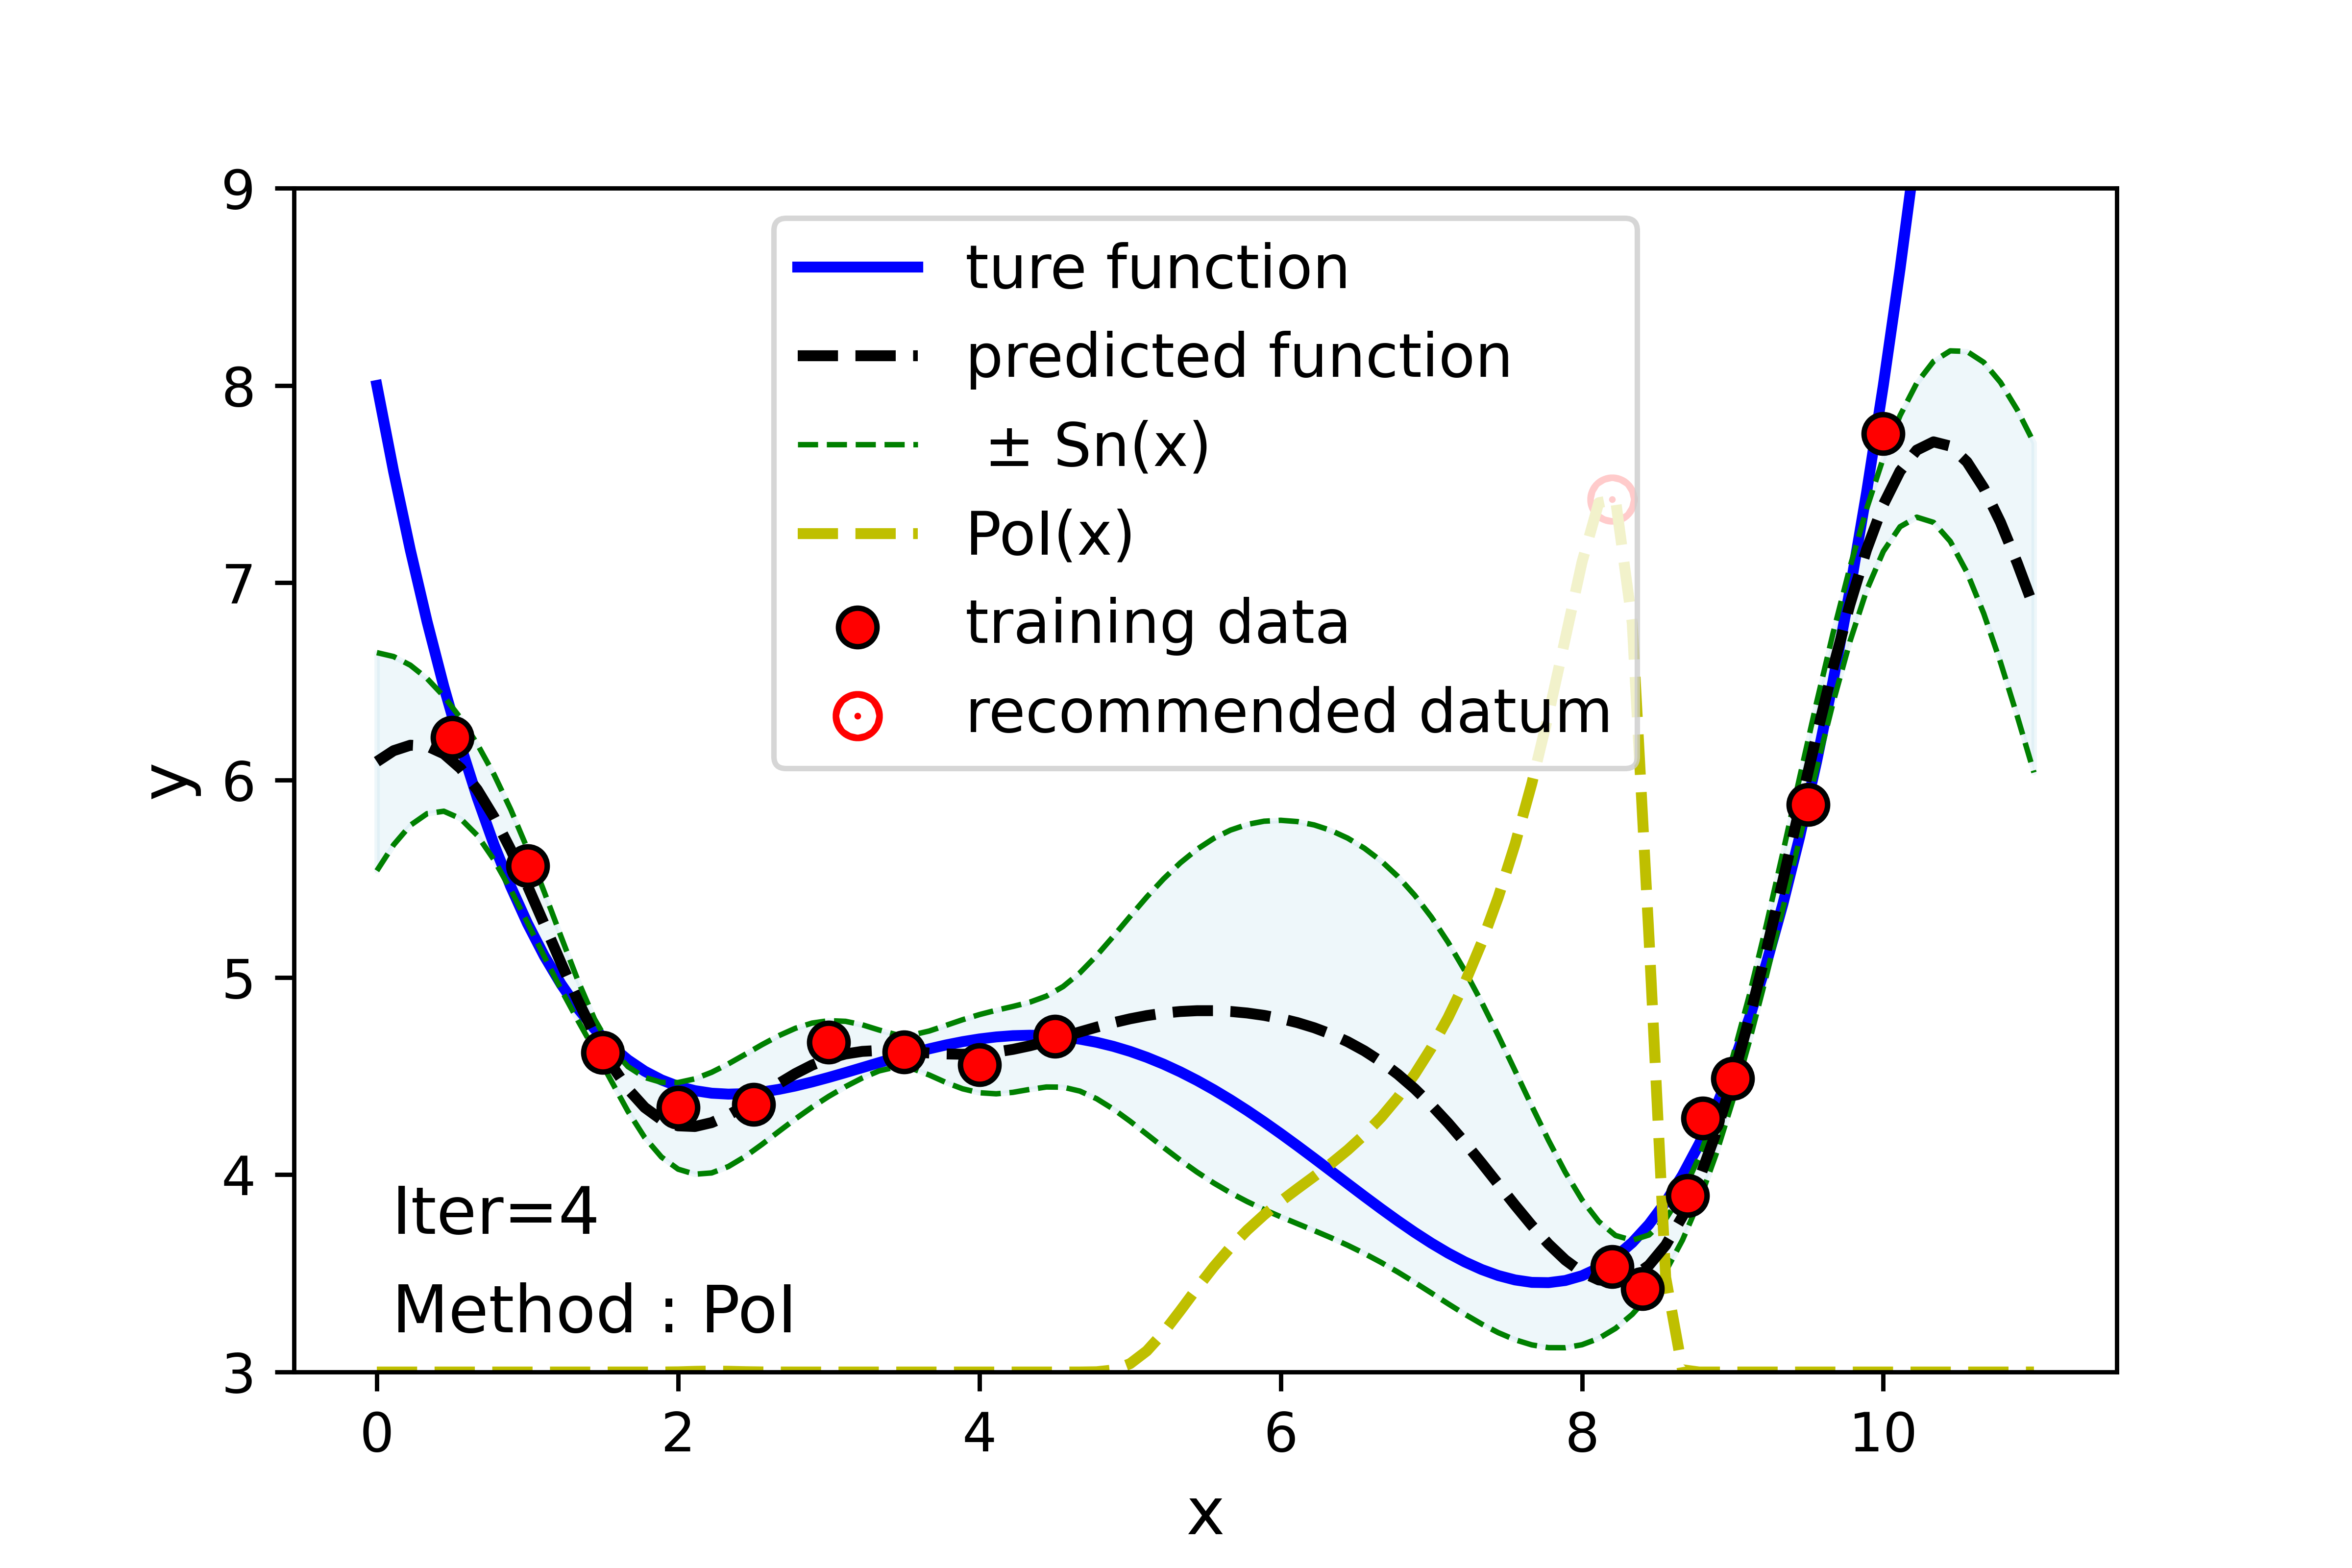 9
8
7
6
5
4
3
y
ture function
predicted function
± Sn(x)
PoI(x)
training data
recommended datum
Iter=4
Method : PoI
0 2 4 6 8 10
x